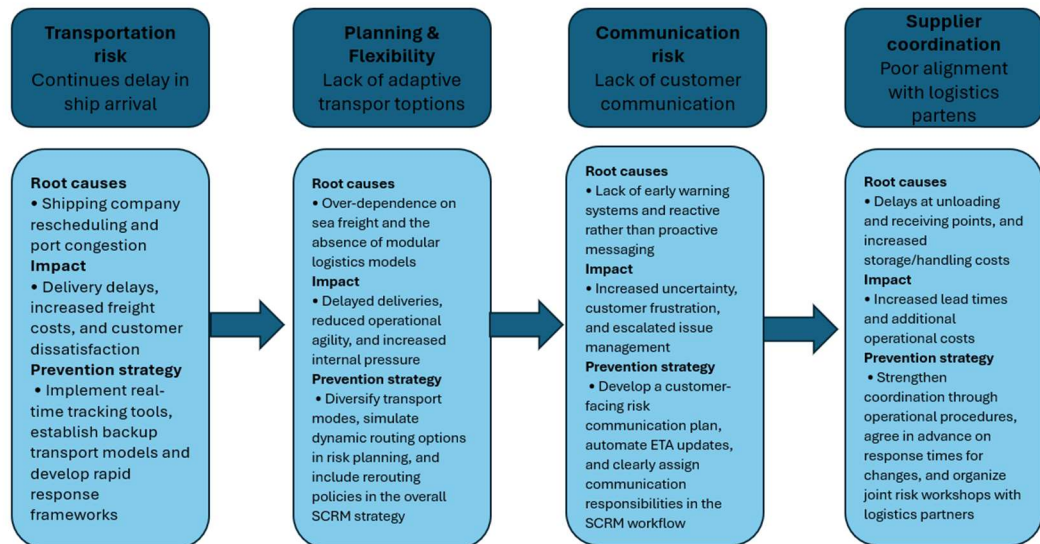 Transportation
risk
Continues delay in
ship arrival
Root causes
• Shipping company
rescheduling and
port congestion
Impact
• Delivery delays,
increased freight
costs, and customer
dissatisfaction
Prevention strategy
• Implement real-
time tracking tools,
establish backup
transport models and
develop rapid
response
frameworks
Planning &
Flexibility
Lack of adaptive
transpor toptions
Root causes
• Over-dependence on
sea freight and the
absence of modular
logistics models
Impact
• Delayed deliveries,
reduced operational
agility, and increased
internal pressure
Prevention strategy
• Diversify transport
modes, simulate
dynamic routing options
in risk planning, and
include rerouting
policies in the overall
SCRM strategy
Communication
risk
Lack of customer
communication
Root causes
• Lack of early warning
systems and reactive
rather than proactive
messaging
Impact
• Increased uncertainty,
customer frustration,
and escalated issue
management
Prevention strategy
• Develop a customer-
facing risk
communication plan,
automate ETA updates,
and clearly assign
communication
responsibilities in the
SCRM workflow
Supplier
coordination
Poor alignment
with logistics
partens
Root causes
• Delays at unloading
and receiving points, and
increased
storage/handling costs
Impact
• Increased lead times
and additional
operational costs
Prevention strategy
• Strengthen
coordination through
operational procedures,
agree in advance on
response times for
changes, and organize
joint risk workshops with
logistics partners